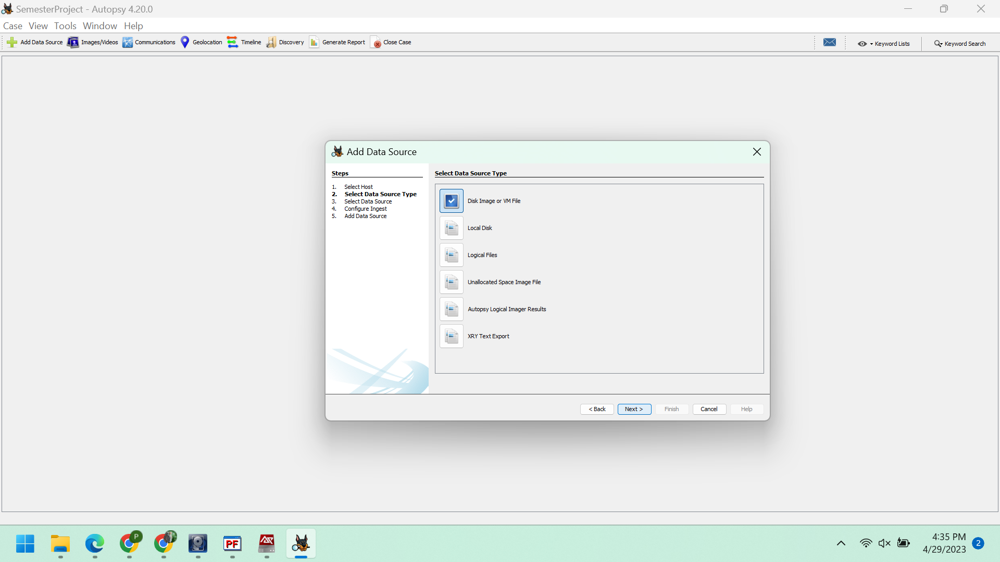 SemesterProject - Autopsy 4.20.0
Case View Tools Window Help
Add Data Source Images/Videos Communications Geolocation Timeline Discovery Generate Report Close Case Keyword Lists Keyword Search
Add Data Source
Steps
1. Select Host
2. Select Data Source Type
3. Select Data Source
4. Configure Ingest
5. Add Data Source
Select Data Source Type
Disk Image or VM File
Local Disk
Logical Files
Unallocated Space Image File
Autopsy Logical Imager Results
XRY Text Export
< Back Next > Finish Cancel Help
P
PF
4:35 PM
4/29/2023
2